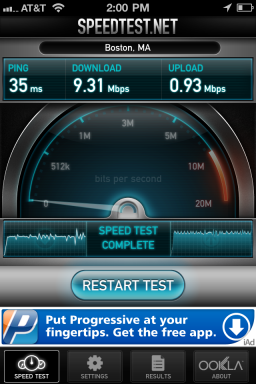 AT&T 2:00 PM
SPEEDTEST.NET
Boston, MA
PING DOWNLOAD UPLOAD
35 ms 9.31 Mbps 0.93 Mbps
3M
1M
512k 10M
bits per second
0 20M
SPEED TEST
COMPLETE
RESTART TEST
Put Progressive at your
fingertips. Get the free app.
iAd
OOKLA
SPEED TEST SETTINGS RESULTS ABOUT